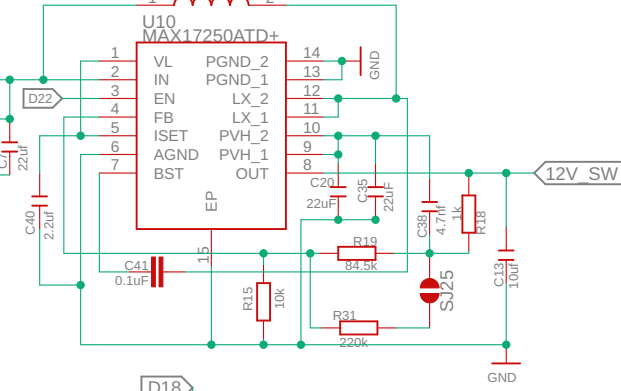 1
2
U10
MAX17250ATD+
1
VL
PGND_2
14
GND
2
IN
PGND_1
13
D22
3
EN
LX_2
12
4
FB
LX_1
11
5
ISET
PVH_2
10
6
AGND
PVH_1
9
7
BST
OUT
8
12V_SW
EP
15
22uf
C40
2.2uf
C20
22uF
C35
22uF
C38
4.7nf
1k
R18
C41
0.1uF
R19
84.5k
C13
10uf
R15
10k
SJ25
R31
220k
GND
D18